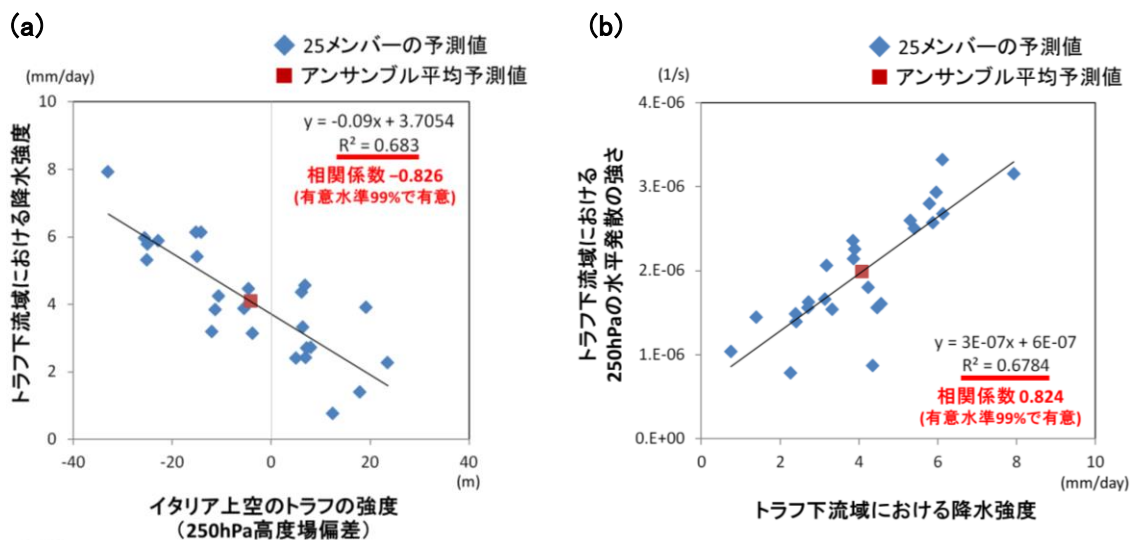 (a)
25メンバーの予測値
アンサンブル平均予測値
(mm/day)
トラフ下流域における降水強度
10
8
6
4
2
0
y = -0.09x + 3.7054
R² = 0.683
相関係数 −0.826
(有意水準99%で有意)
-40
-20
0
20
40
(m)
イタリア上空のトラフの強度
（250hPa高度場偏差）
(b)
25メンバーの予測値
アンサンブル平均予測値
(1/s)
トラフ下流域における
250hPaの水平発散の強さ
4.E-06
3.E-06
2.E-06
1.E-06
0.E+00
y = 3E-07x + 6E-07
R² = 0.6784
相関係数 0.824
(有意水準99%で有意)
0
2
4
6
8
10
(mm/day)
トラフ下流域における降水強度